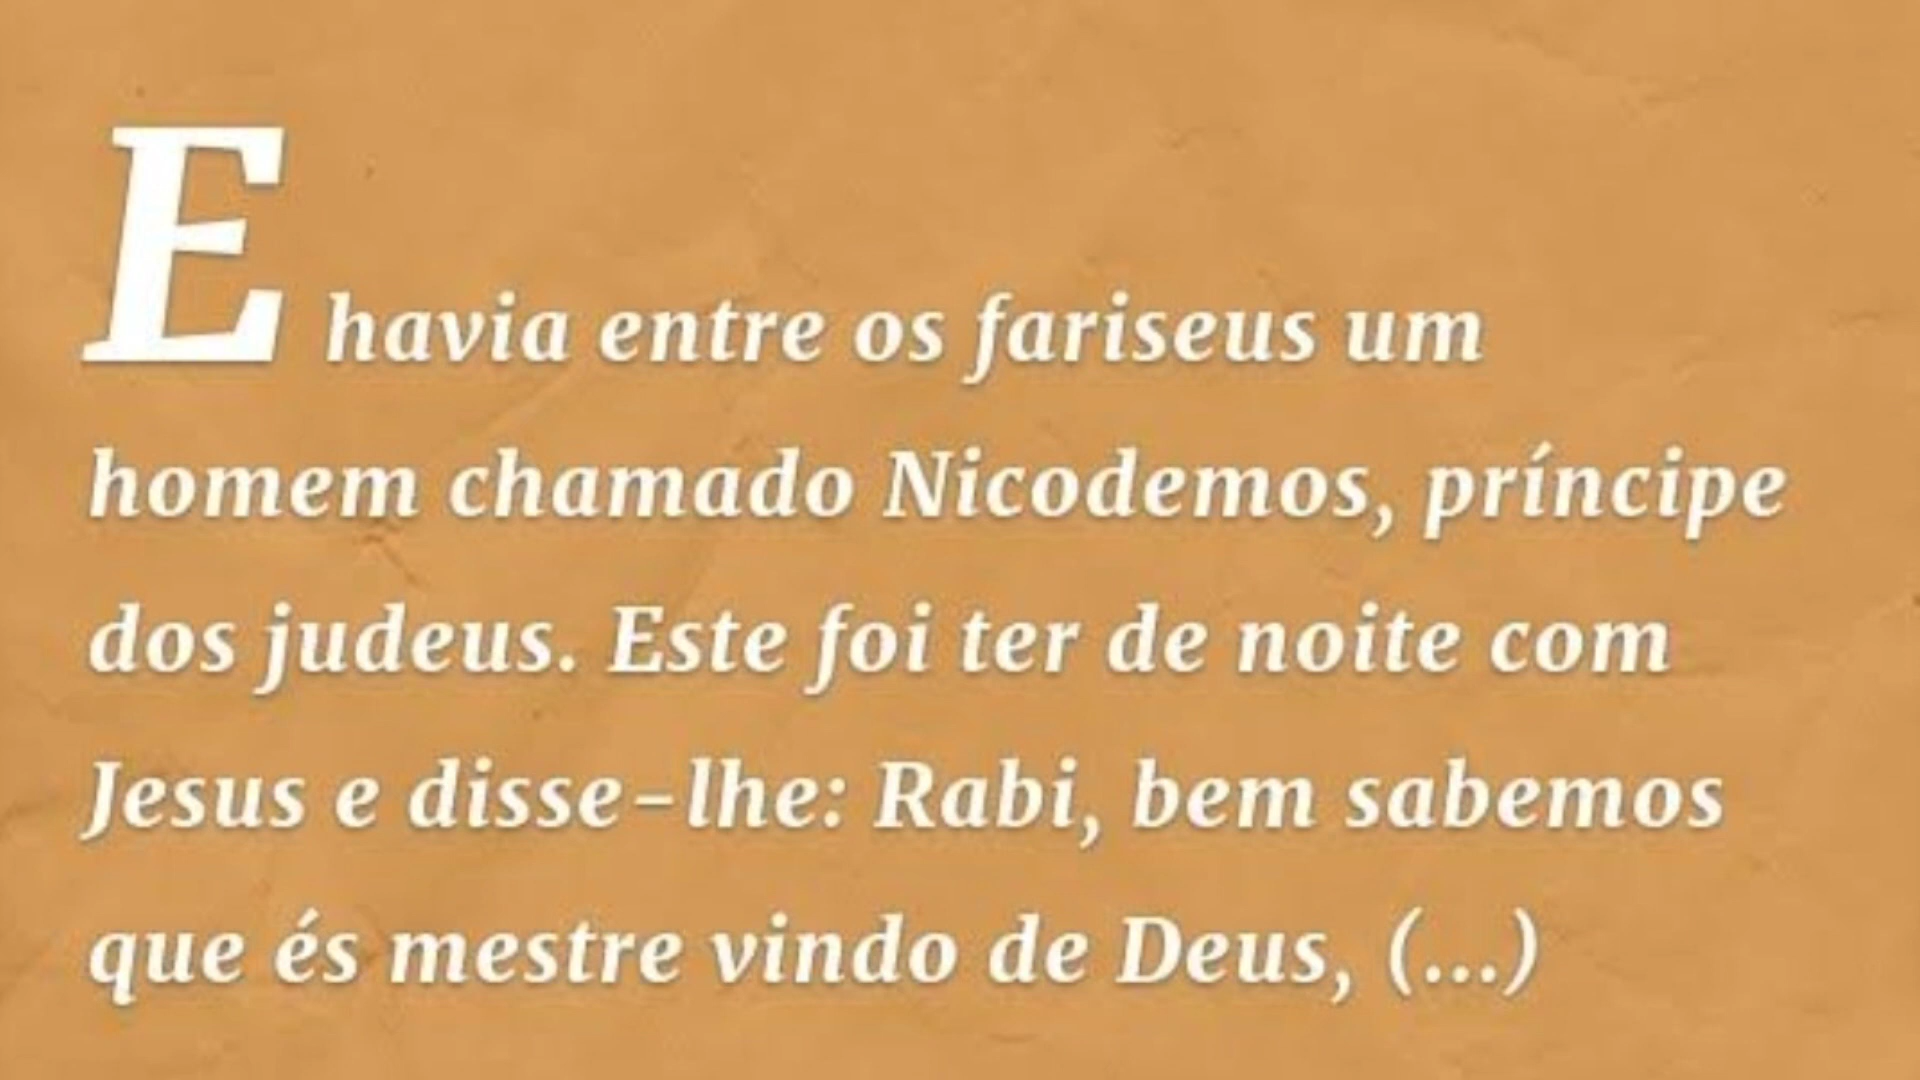 E havia entre os fariseus um
homem chamado Nicodemos, príncipe
dos judeus. Este foi ter de noite com
Jesus e disse-lhe: Rabi, bem sabemos
que és mestre vindo de Deus, (...)